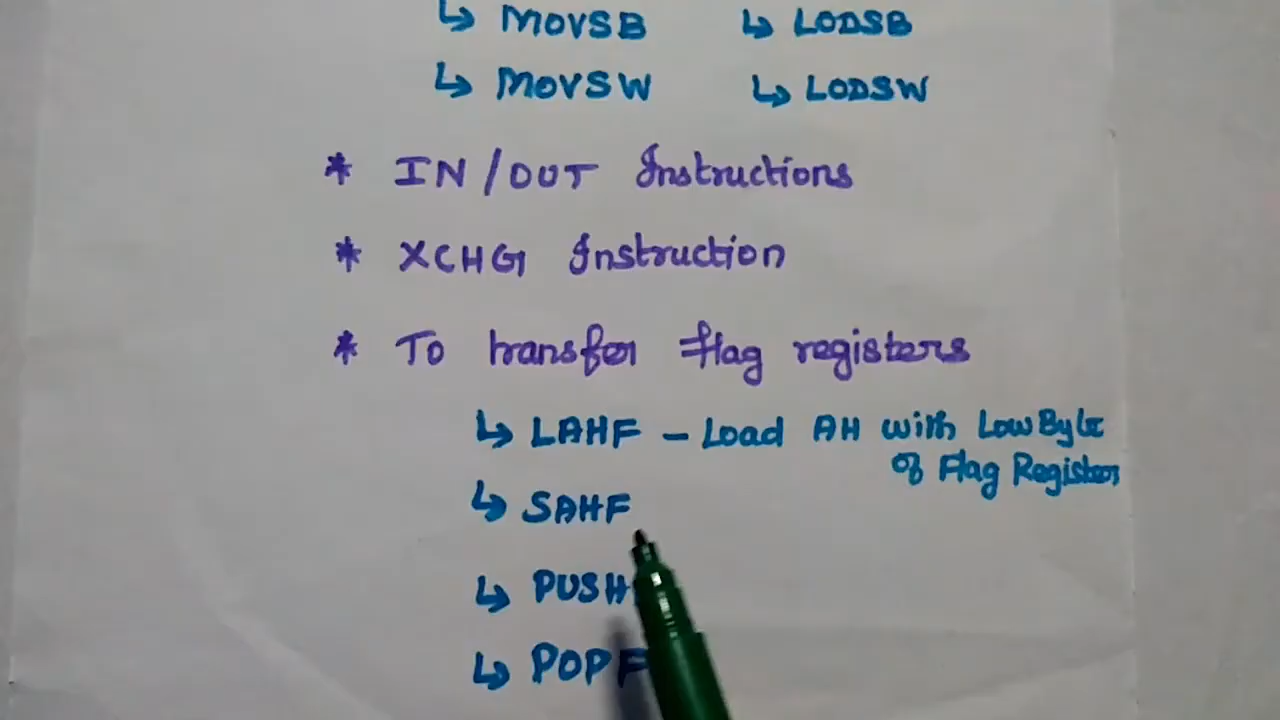 ↳ MOVSB ↳ LODSB
↳ MOVSW ↳ LODSW
* IN/OUT Instructions
* XCHG Instruction
* To transfer flag registers
↳ LAHF - Load AH with Low Byte
of Flag Register
↳ SAHF
↳ PUSH
↳ POPF